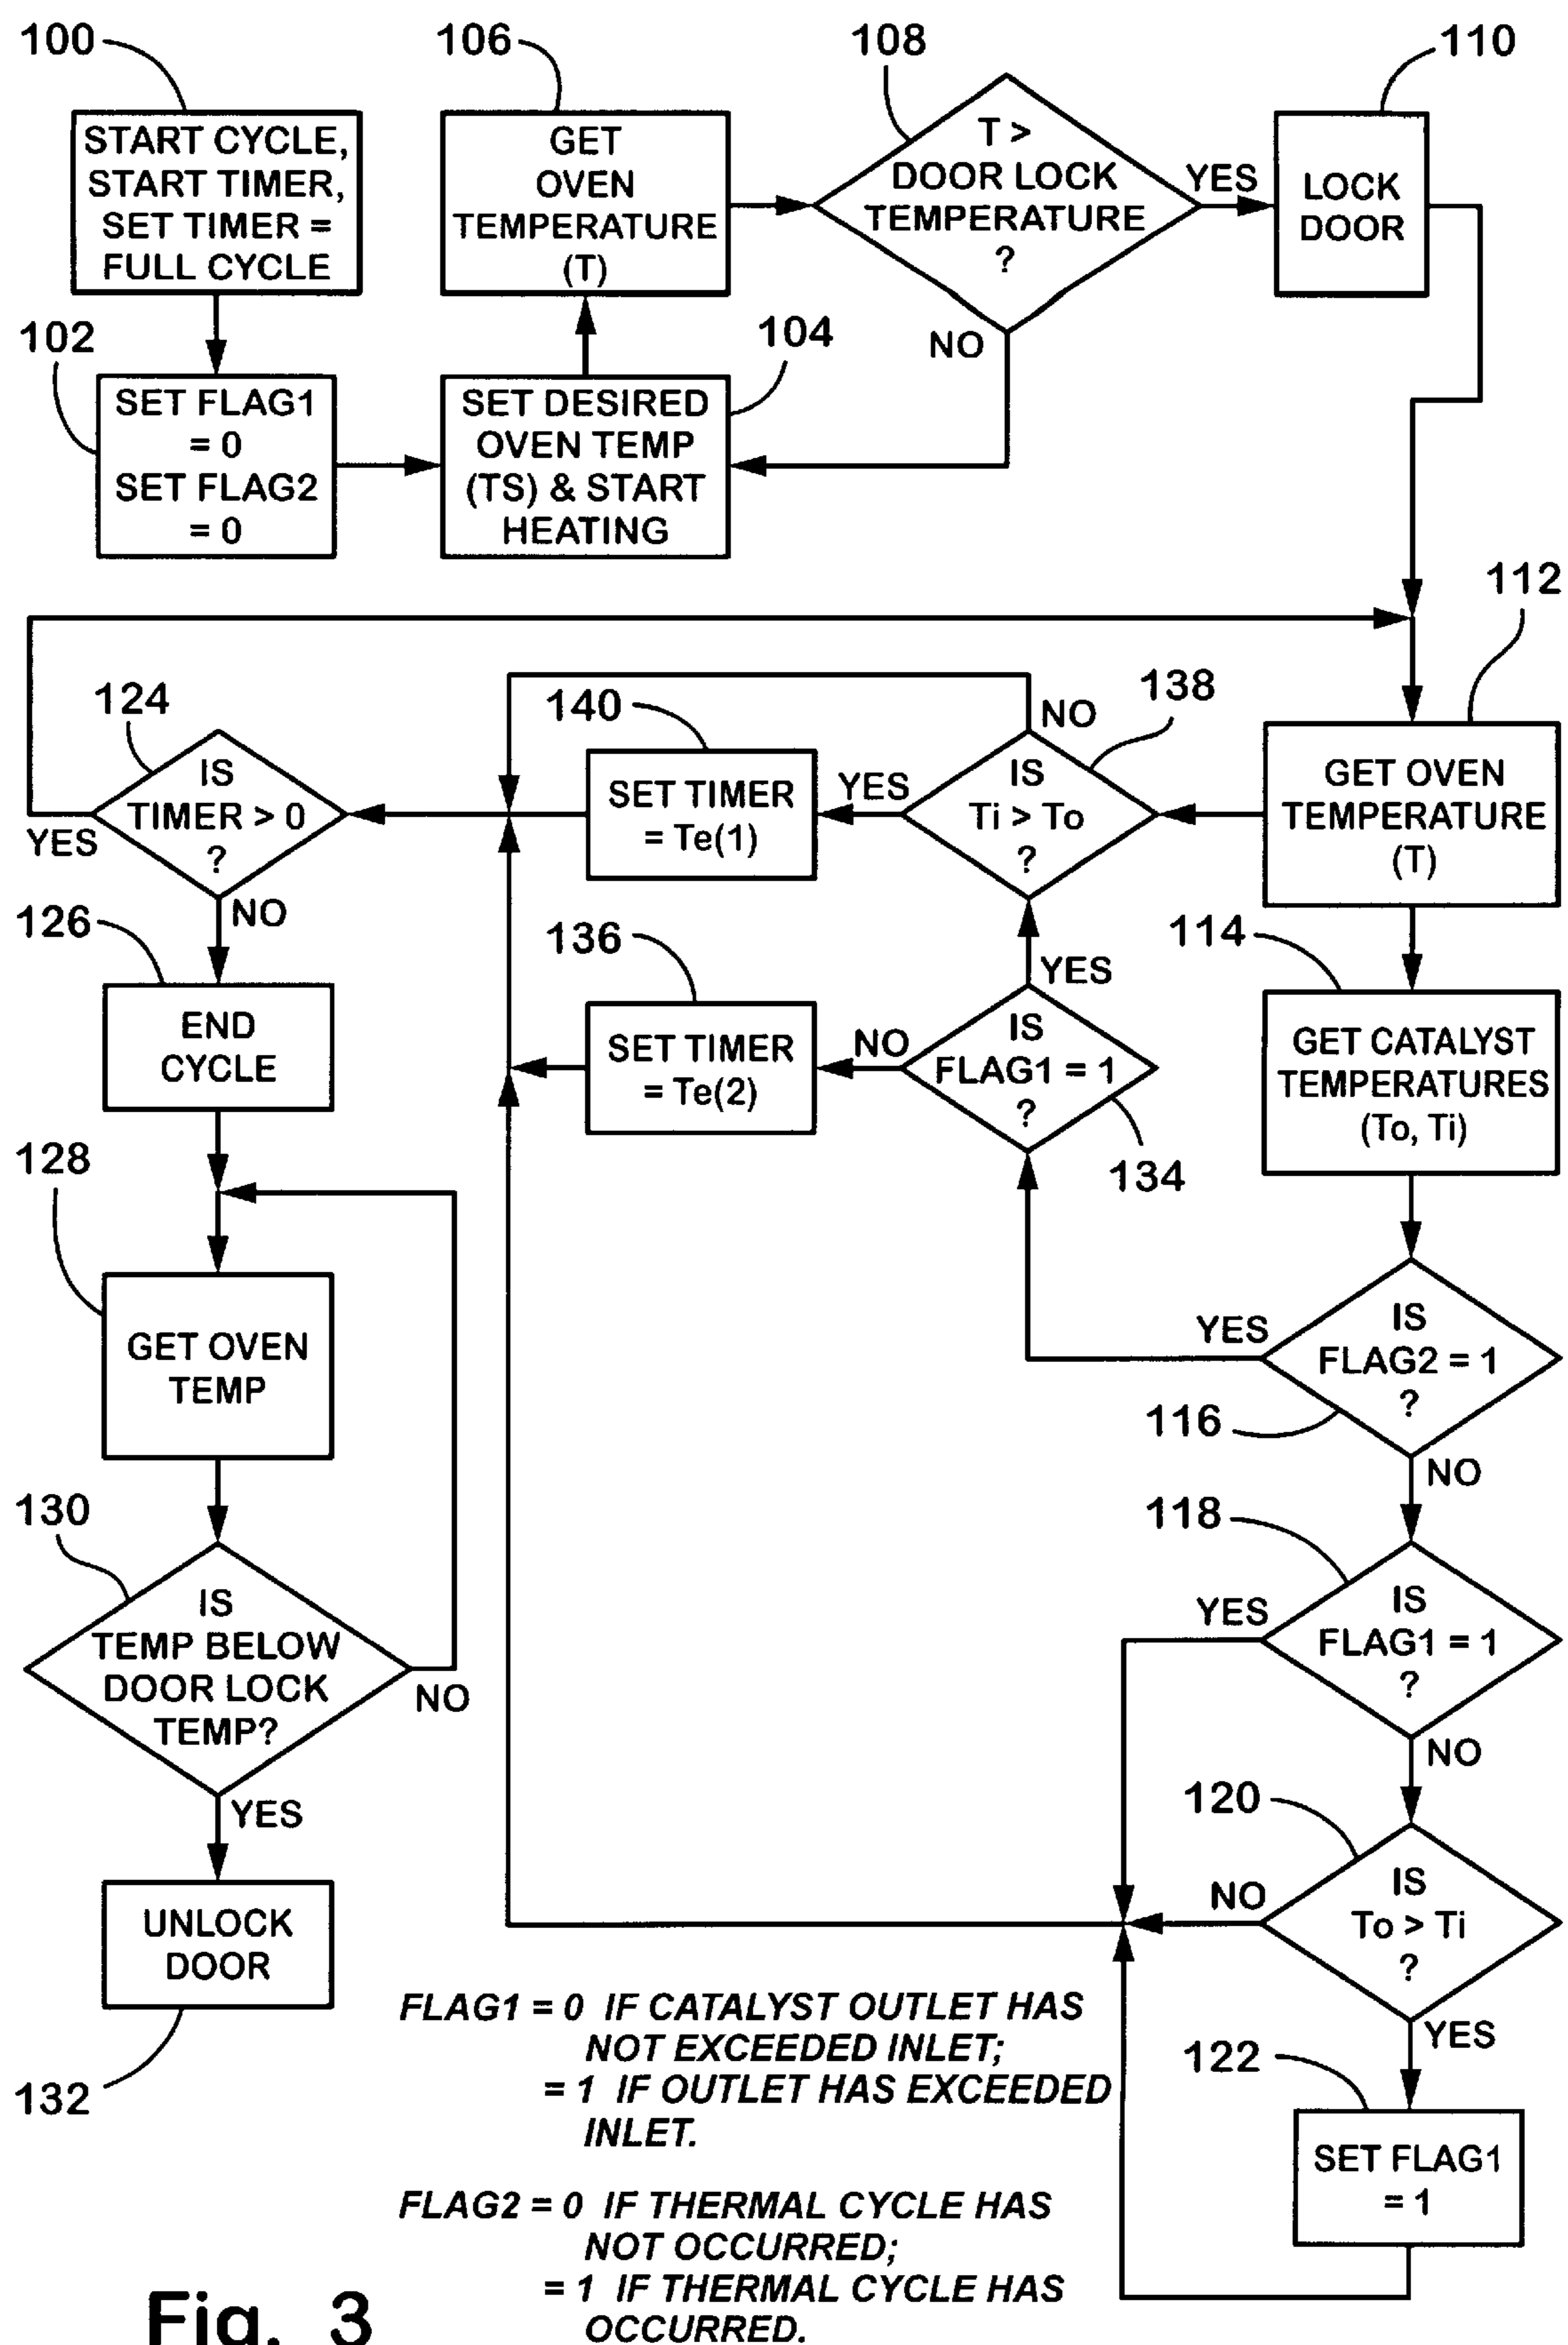 100
START CYCLE,
START TIMER,
SET TIMER =
FULL CYCLE
102
SET FLAG1
= 0
SET FLAG2
= 0
104
SET DESIRED
OVEN TEMP
(TS) & START
HEATING
106
GET
OVEN
TEMPERATURE
(T)
108
T >
DOOR LOCK
TEMPERATURE
?
YES
NO
110
LOCK
DOOR
112
GET OVEN
TEMPERATURE
(T)
114
GET CATALYST
TEMPERATURES
(To, Ti)
116
IS
FLAG2 = 1
?
YES
NO
118
IS
FLAG1 = 1
?
YES
NO
120
IS
To > Ti
?
NO
YES
122
SET FLAG1
= 1
134
IS
FLAG1 = 1
?
YES
NO
136
SET TIMER
= Te(2)
138
IS
Ti > To
?
NO
YES
140
SET TIMER
= Te(1)
124
IS
TIMER > 0
?
YES
NO
126
END
CYCLE
128
GET OVEN
TEMP
130
IS
TEMP BELOW
DOOR LOCK
TEMP?
NO
YES
UNLOCK
DOOR
132
FLAG1 = 0 IF CATALYST OUTLET HAS
NOT EXCEEDED INLET;
= 1 IF OUTLET HAS EXCEEDED
INLET.
FLAG2 = 0 IF THERMAL CYCLE HAS
NOT OCCURRED;
= 1 IF THERMAL CYCLE HAS
OCCURRED.
Fig. 3